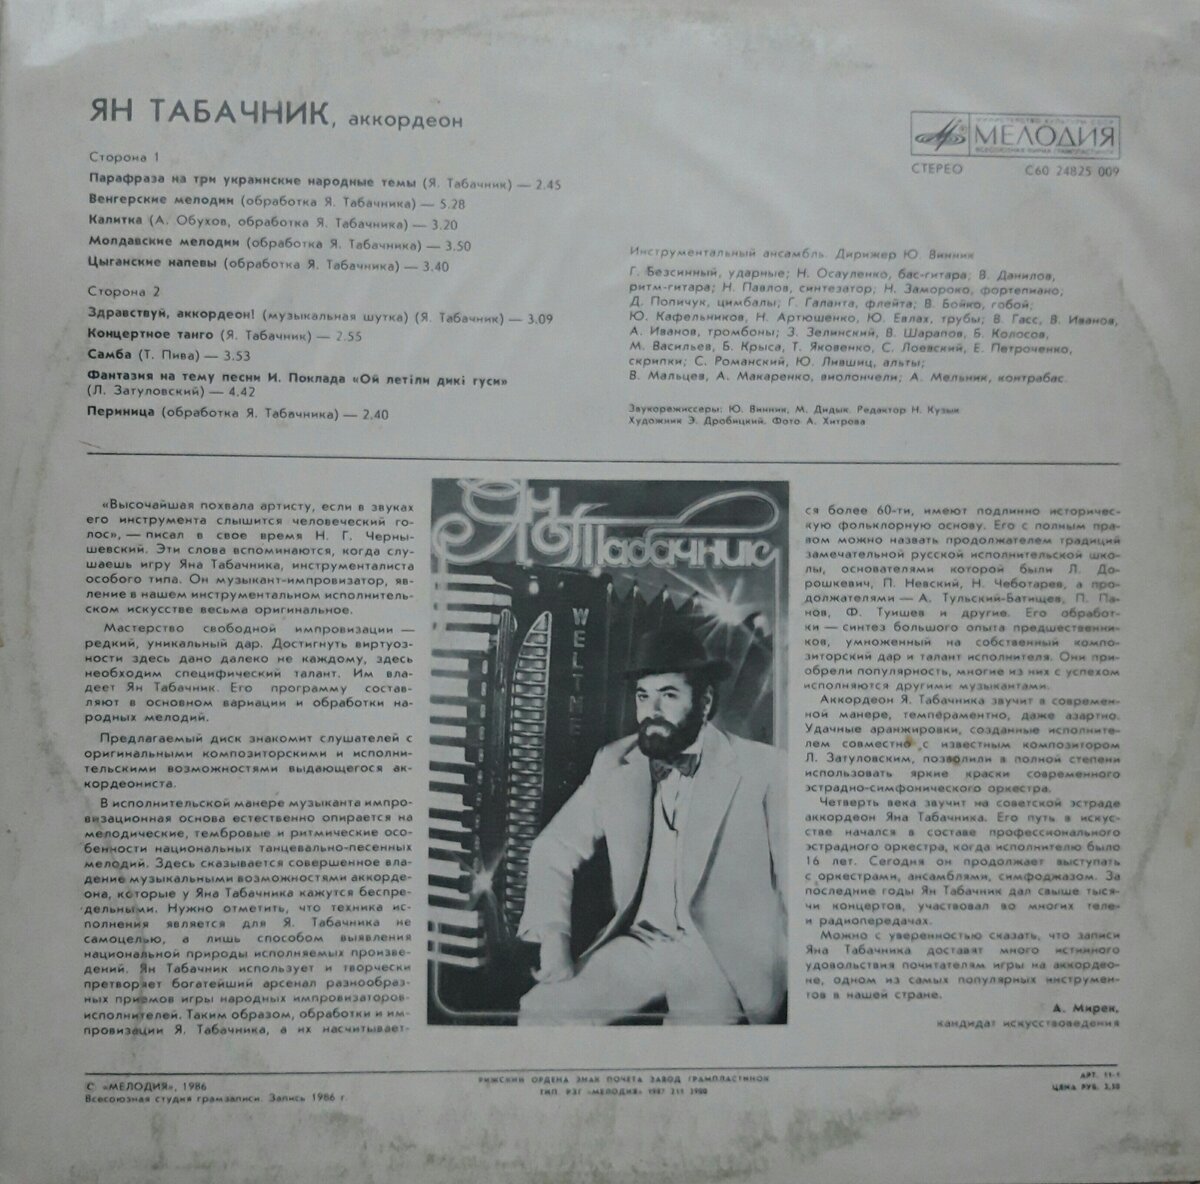 ЯН ТАБАЧНИК, аккордеон
Сторона 1
Парафраза на три украинские народные темы (Я. Табачник) — 2.45
Венгерские мелодии (обработка Я. Табачника) — 5.28
Калитка (А. Обухов, обработка Я. Табачника) — 3.20
Молдавские мелодии (обработка Я. Табачника) — 3.50
Цыганские напевы (обработка Я. Табачника) — 3.40
Сторона 2
Здравствуй, аккордеон! (музыкальная шутка) (Я. Табачник) — 3.09
Концертное танго (Я. Табачник) — 2.55
Самба (Т. Пива) — 3.53
Фантазия на тему песни И. Поклада «Ой летiли дикi гуси»
(Л. Затуловский) — 4.42
Периница (обработка Я. Табачника) — 2.40
МИНИСТЕРСТВО КУЛЬТУРЫ СССР
МЕЛОДИЯ
ВСЕСОЮЗНАЯ ФИРМА ГРАМПЛАСТИНОК
СТЕРЕО
С60 24825 009
Инструментальный ансамбль. Дирижер Ю. Винник
Г. Безсинный, ударные; Н. Осауленко, бас-гитара; В. Данилов,
ритм-гитара; Н. Павлов, синтезатор; Н. Замороко, фортепиано;
Д. Попичук, цимбалы; Г. Галанта, флейта; В. Бойко, гобой;
Ю. Кафельников, Н. Артюшенко, Ю. Евлах, трубы; В. Гасс, В. Иванов,
А. Иванов, тромбоны; З. Зелинский, В. Шарапов, Б. Колосов,
М. Васильев, Б. Крыса, Т. Яковенко, С. Лоевский, Е. Петроченко,
скрипки; С. Романский, Ю. Лившиц, альты;
В. Мальцев, А. Макаренко, виолончели; А. Мельник, контрабас.
Звукорежиссеры: Ю. Винник, М. Дидык. Редактор Н. Кузык
Художник Э. Дробицкий. Фото А. Хитрова
«Высочайшая похвала артисту, если в звуках
его инструмента слышится человеческий го-
лос», — писал в свое время Н. Г. Черны-
шевский. Эти слова вспоминаются, когда слу-
шаешь игру Яна Табачника, инструменталиста
особого типа. Он музыкант-импровизатор, яв-
ление в нашем инструментальном исполнитель-
ском искусстве весьма оригинальное.
Мастерство свободной импровизации —
редкий, уникальный дар. Достигнуть виртуоз-
ности здесь дано далеко не каждому, здесь
необходим специфический талант. Им вла-
деет Ян Табачник. Его программу состав-
ляют в основном вариации и обработки на-
родных мелодий.
Предлагаемый диск знакомит слушателей с
оригинальными композиторскими и исполни-
тельскими возможностями выдающегося ак-
кордеониста.
В исполнительской манере музыканта импро-
визационная основа естественно опирается на
мелодические, тембровые и ритмические осо-
бенности национальных танцевально-песенных
мелодий. Здесь сказывается совершенное вла-
дение музыкальными возможностями аккорде-
она, которые у Яна Табачника кажутся беспре-
дельными. Нужно отметить, что техника ис-
полнения является для Я. Табачника не
самоцелью, а лишь способом выявления
национальной природы исполняемых произве-
дений. Ян Табачник использует и творчески
претворяет богатейший арсенал разнообраз-
ных приемов игры народных импровизаторов-
исполнителей. Таким образом, обработки и им-
провизации Я. Табачника, а их насчитывает-
Ян Табачник
WELTME
ся более 60-ти, имеют подлинно историчес-
кую фольклорную основу. Его с полным пра-
вом можно назвать продолжателем традиций
замечательной русской исполнительской шко-
лы, основателями которой были Л. До-
рошкевич, П. Невский, Н. Чеботарев, а про-
должателями — А. Тульский-Батищев, П. Па-
нов, Ф. Туишев и другие. Его обработ-
ки — синтез большого опыта предшественни-
ков, умноженный на собственный компо-
зиторский дар и талант исполнителя. Они при-
обрели популярность, многие из них с успехом
исполняются другими музыкантами.
Аккордеон Я. Табачника звучит в современ-
ной манере, темпераментно, даже азартно.
Удачные аранжировки, созданные исполните-
лем совместно с известным композитором
Л. Затуловским, позволили в полной степени
использовать яркие краски современного
эстрадно-симфонического оркестра.
Четверть века звучит на советской эстраде
аккордеон Яна Табачника. Его путь в искус-
стве начался в составе профессионального
эстрадного оркестра, когда исполнителю было
16 лет. Сегодня он продолжает выступать
с оркестрами, ансамблями, симфоджазом. За
последние годы Ян Табачник дал свыше тыся-
чи концертов, участвовал во многих теле-
и радиопередачах.
Можно с уверенностью сказать, что записи
Яна Табачника доставят много истинного
удовольствия почитателям игры на аккордео-
не, одном из самых популярных инструмен-
тов в нашей стране.
А. Мирек,
кандидат искусствоведения
© «МЕЛОДИЯ», 1986
Всесоюзная студия грамзаписи. Запись 1986 г.
РИЖСКИЙ ОРДЕНА ЗНАК ПОЧЕТА ЗАВОД ГРАМПЛАСТИНОК
ТИП. РЗГ «МЕЛОДИЯ» 1987
АРТ. 11-1
ЦЕНА РУБ. 2,50